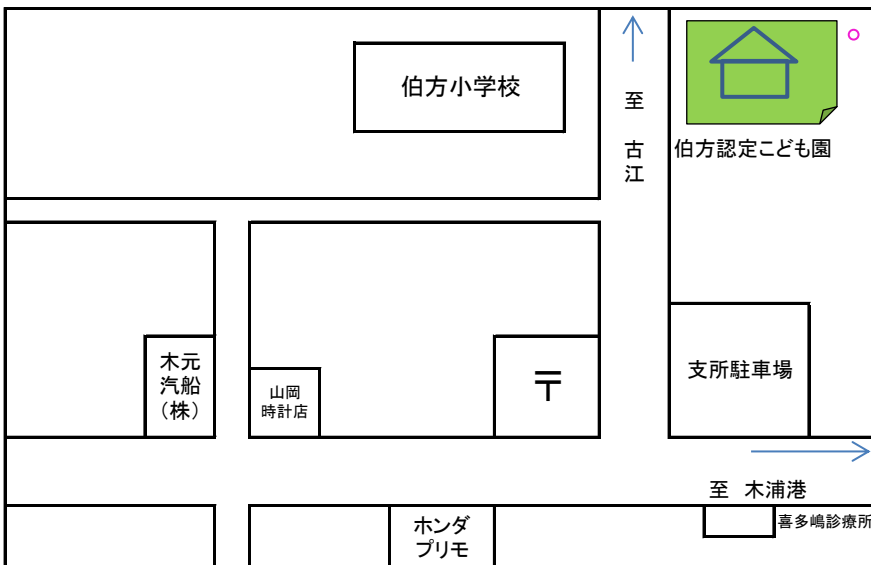 伯方小学校
至
古
江
伯方認定こども園
木元
汽船
（株）
山岡
時計店
〒
支所駐車場
至 木浦港
ホンダ
プリモ
喜多嶋診療所